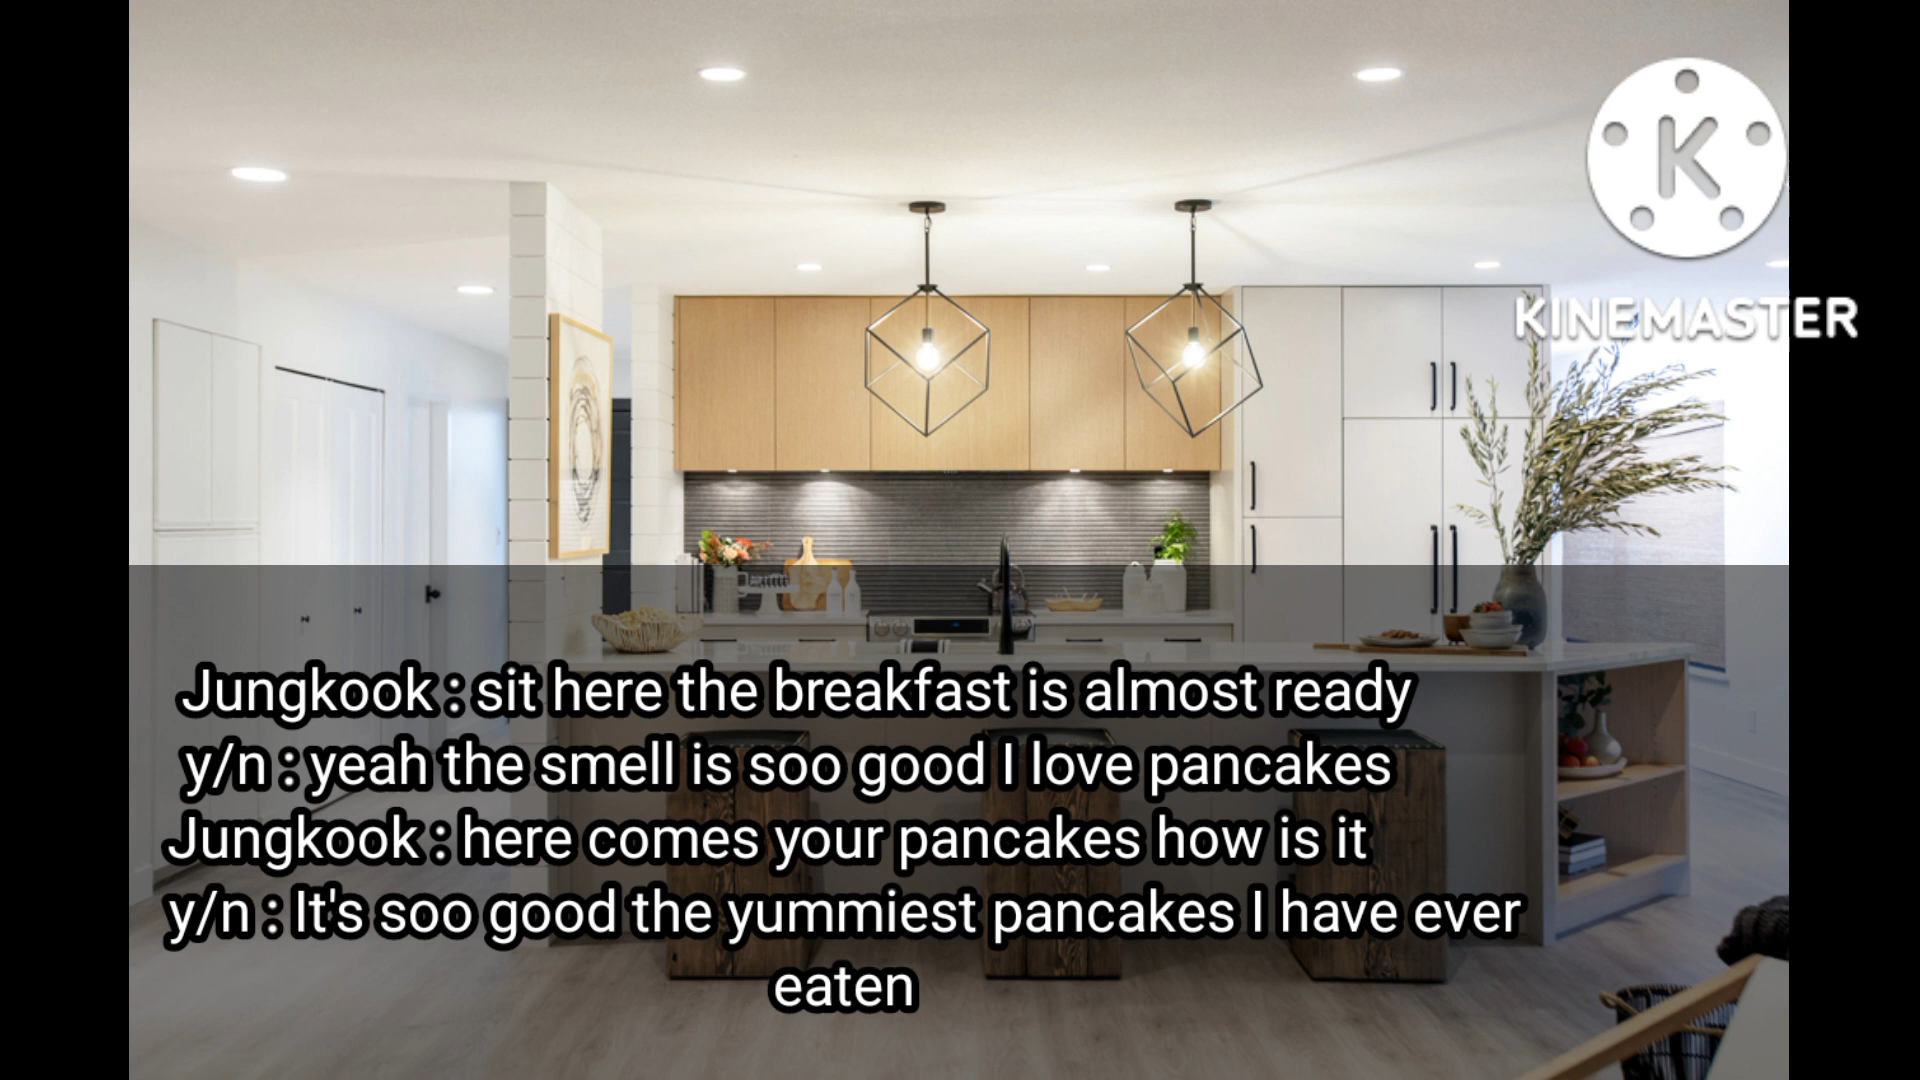 K
KINEMASTER
Jungkook : sit here the breakfast is almost ready
y/n : yeah the smell is soo good I love pancakes
Jungkook : here comes your pancakes how is it
y/n : It's soo good the yummiest pancakes I have ever
eaten